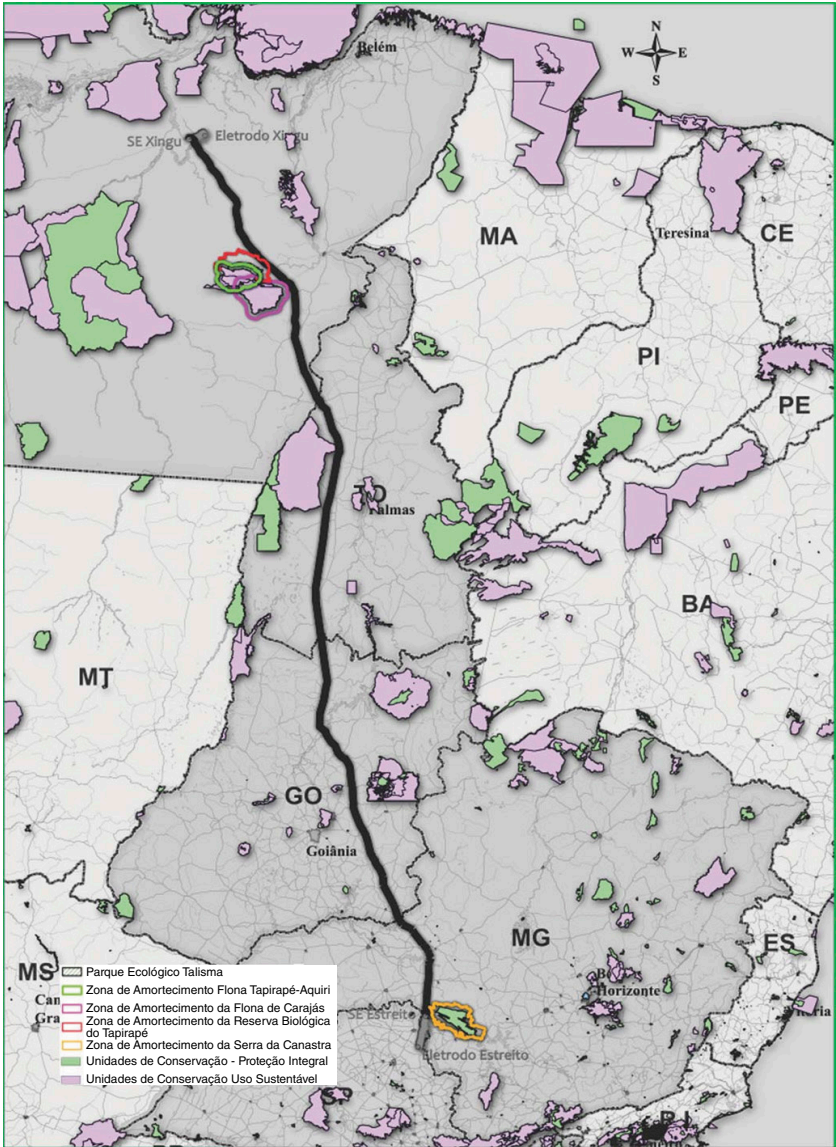 N
W E
S
Belém
SE Xingu
Eletrodo Xingu
MA
Teresina
CE
PI
PE
TO
Palmas
BA
MT
GO
Goiânia
MG
ES
MS
Horizonte
SE Estreito
Eletrodo Estreito
SP
RJ
Parque Ecológico Talisma
Zona de Amortecimento Flona Tapirapé-Aquiri
Zona de Amortecimento da Flona de Carajás
Zona de Amortecimento da Reserva Biológica
do Tapirapé
Zona de Amortecimento da Serra da Canastra
Unidades de Conservação - Proteção Integral
Unidades de Conservação Uso Sustentável